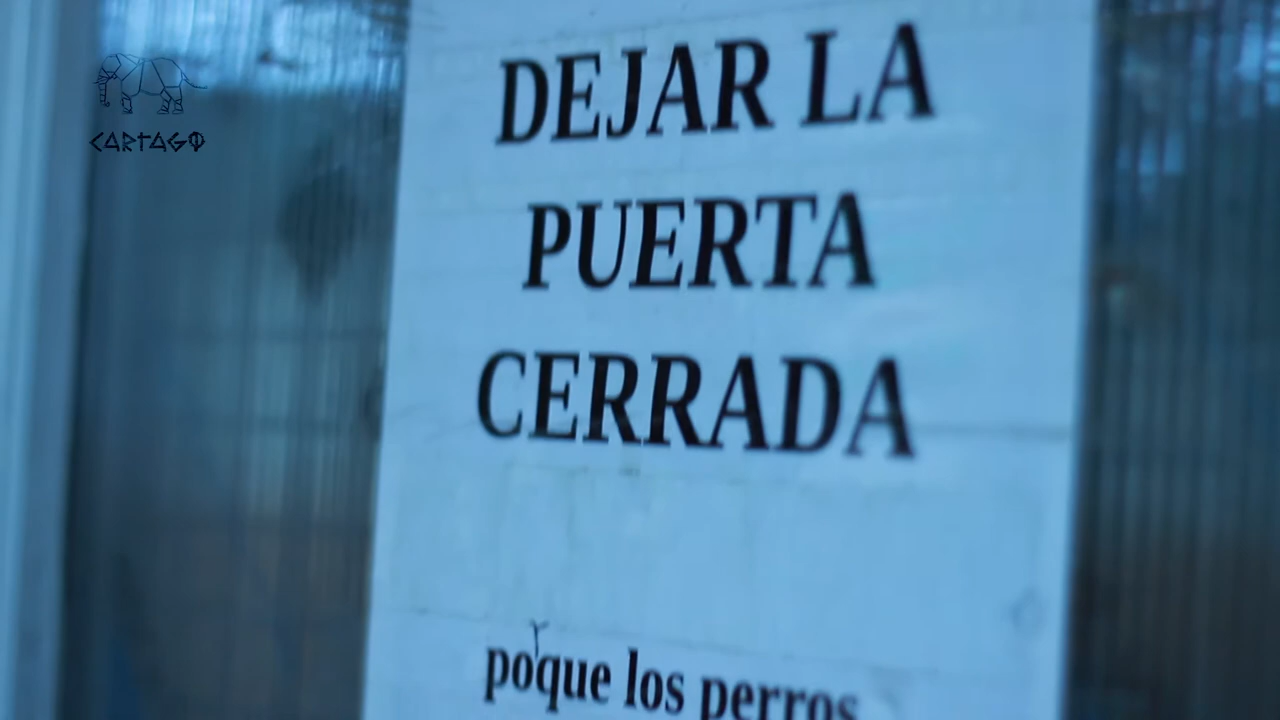 CARTAGO
DEJAR LA
PUERTA
CERRADA
r
poque los perros